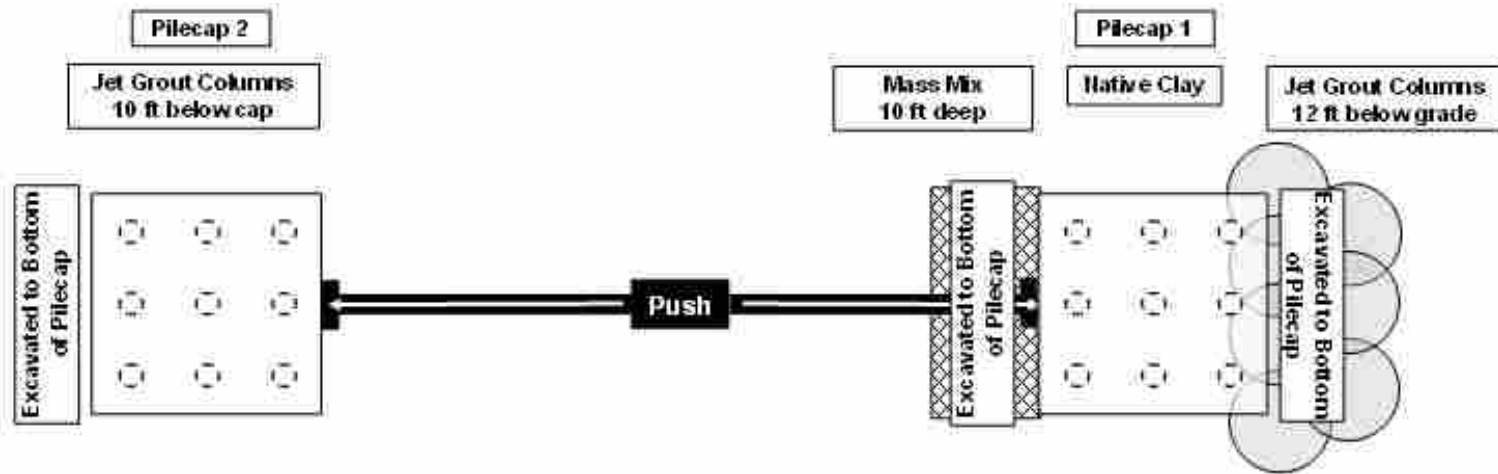 Pilecap 2
Pilecap 1
Jet Grout Columns
10 ft below cap
Mass Mix
10 ft deep
Native Clay
Jet Grout Columns
12 ft below grade
Excavated to Bottom
of Pilecap
Push
Excavated to Bottom
of Pilecap
Excavated to Bottom
of Pilecap